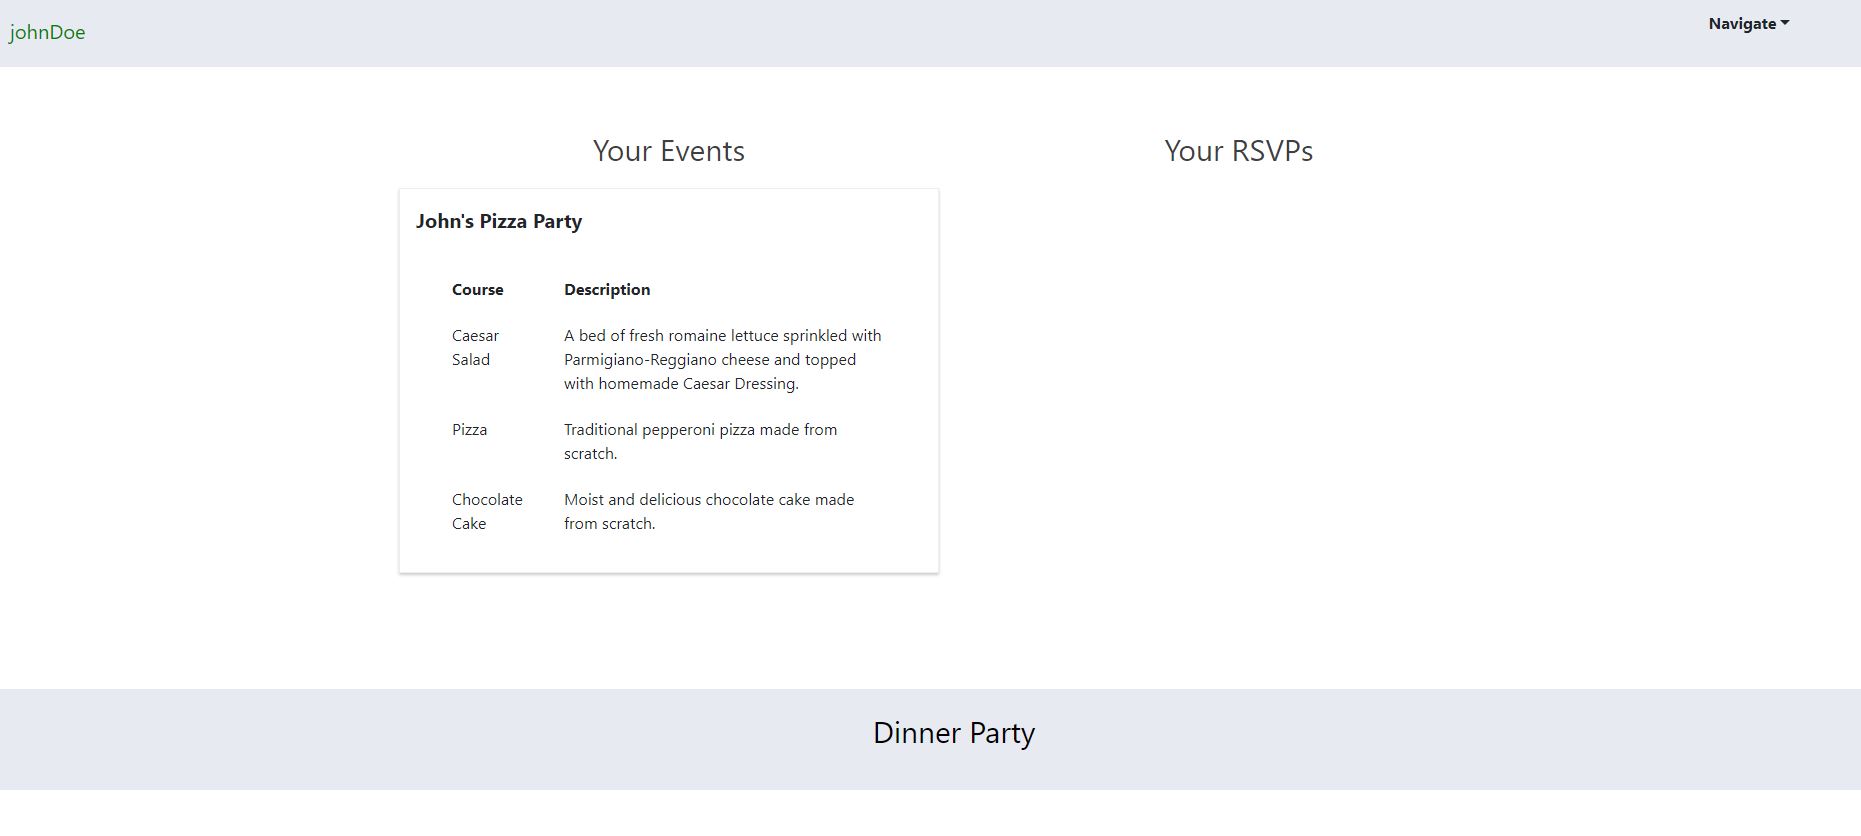 johnDoe
Navigate
Your Events
Your RSVPs
John's Pizza Party
Course Description
Caesar Salad
A bed of fresh romaine lettuce sprinkled with
Parmigiano-Reggiano cheese and topped
with homemade Caesar Dressing.
Pizza
Traditional pepperoni pizza made from
scratch.
Chocolate
Cake
Moist and delicious chocolate cake made
from scratch.
Dinner Party